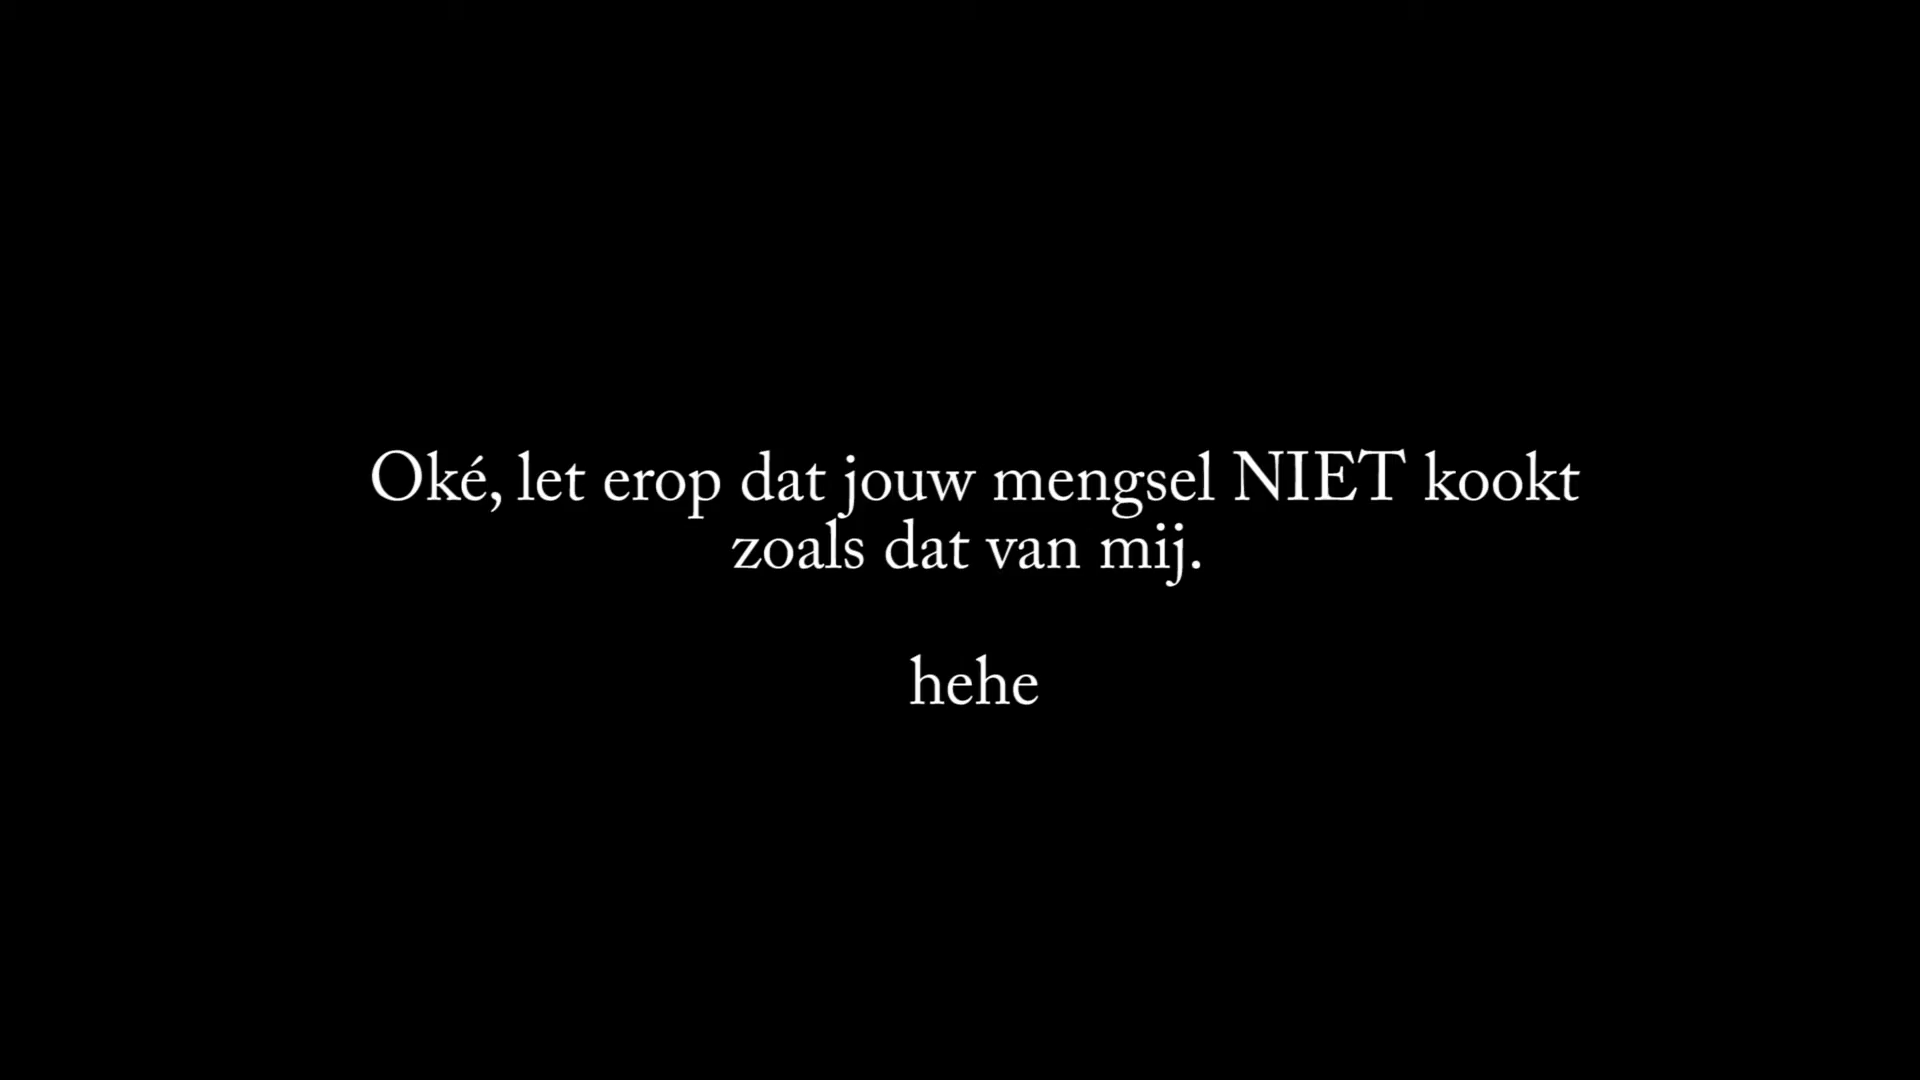 Oké, let erop dat jouw mengsel NIET kookt
zoals dat van mij.
hehe